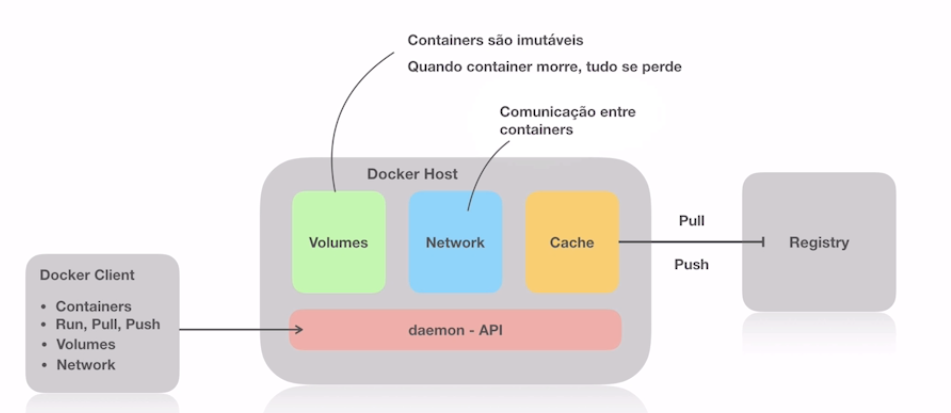 Containers são imutáveis
Quando container morre, tudo se perde
Comunicação entre
containers
Docker Host
Volumes
Network
Cache
Pull
Push
Registry
Docker Client
• Containers
• Run, Pull, Push
• Volumes
• Network
daemon - API